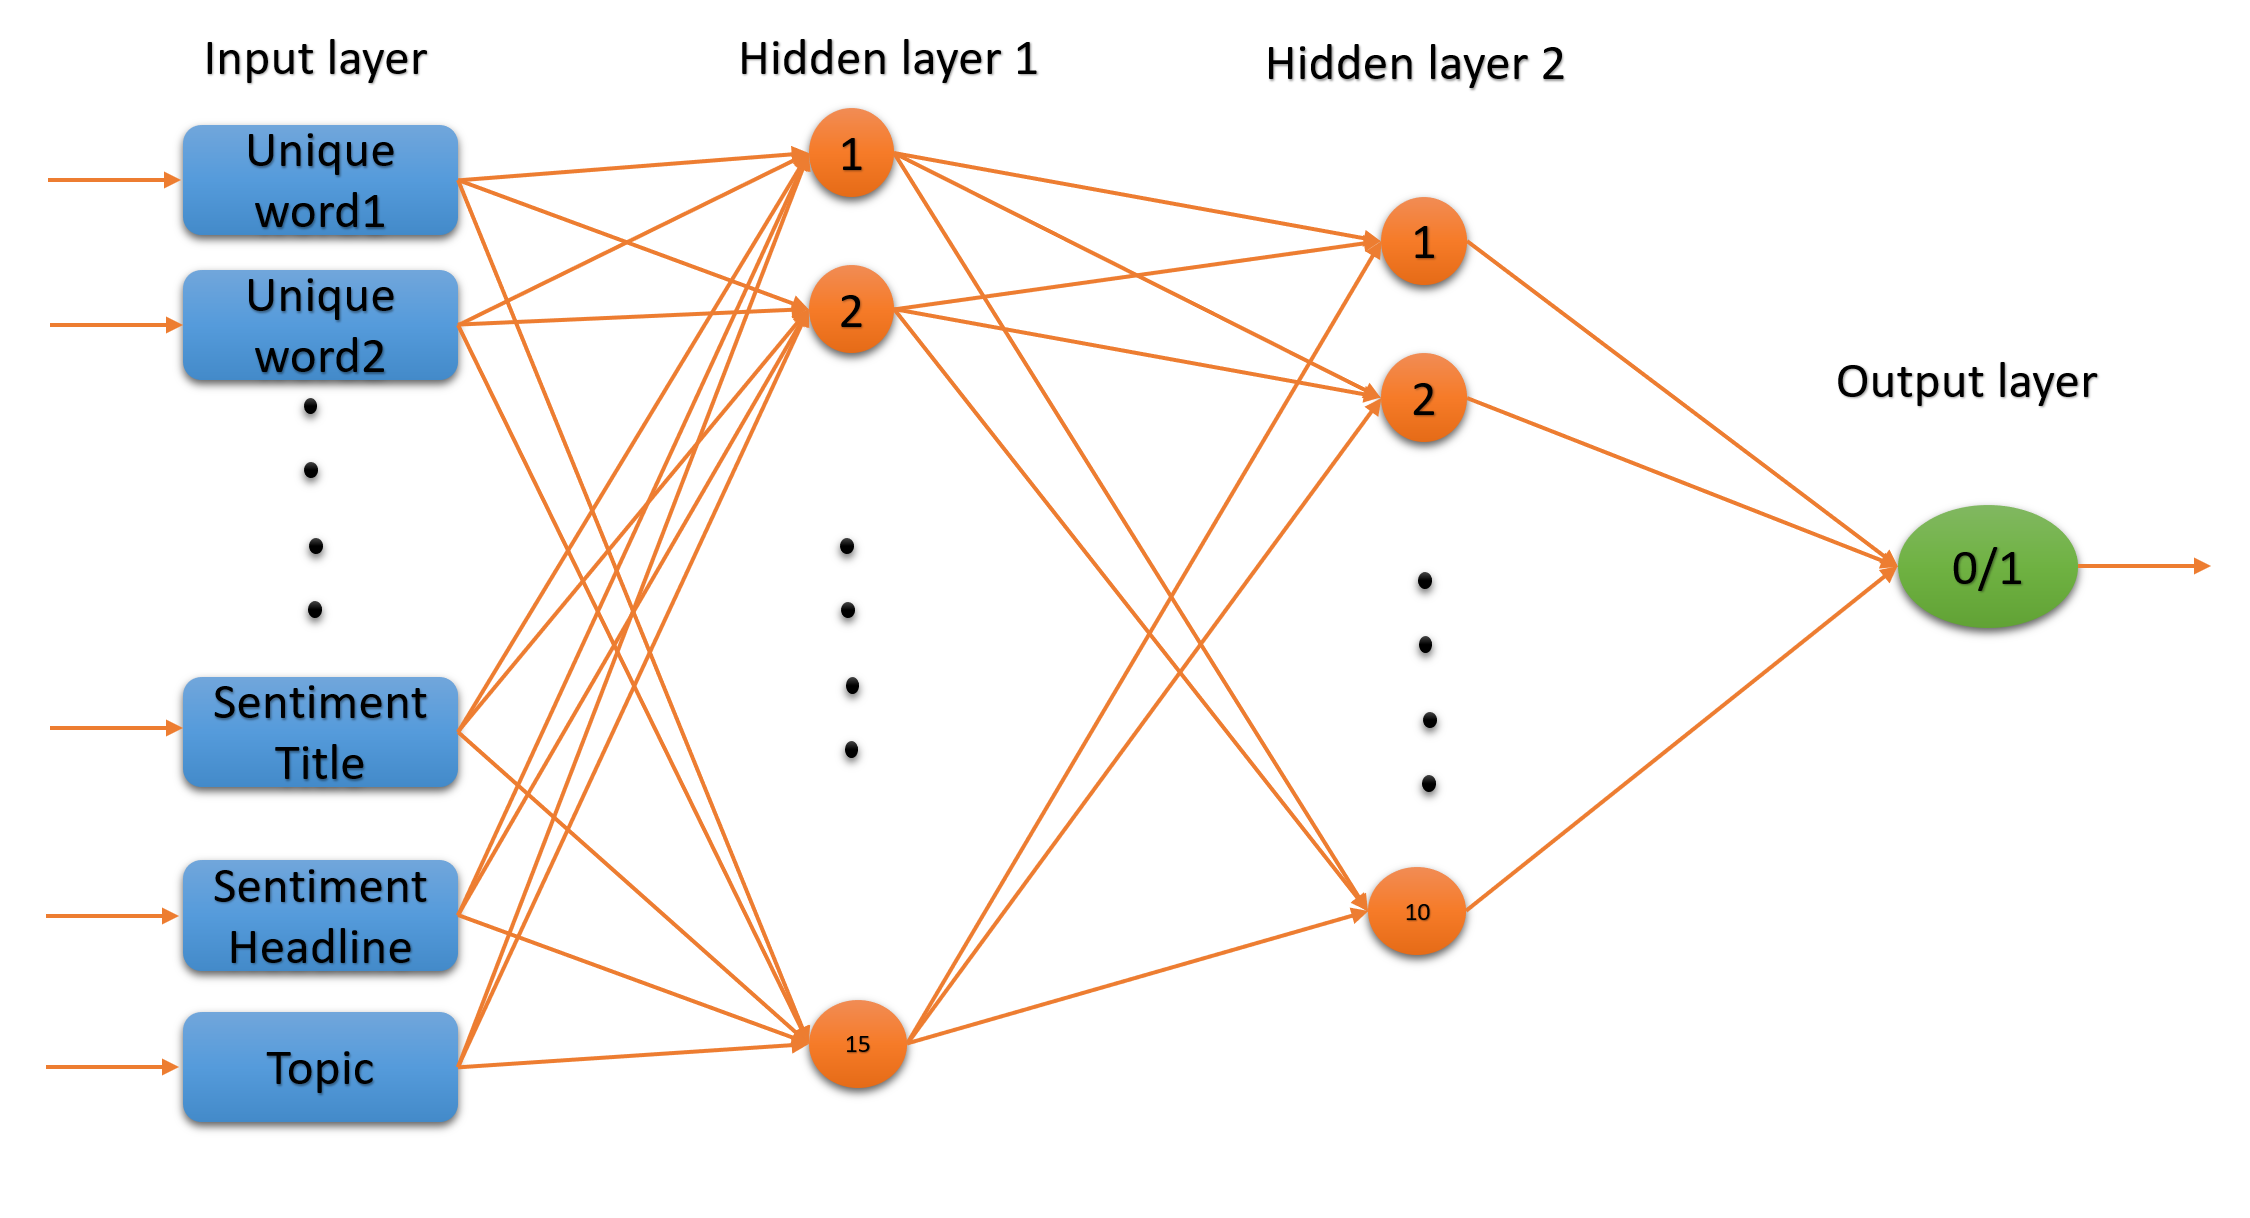 Input layer
Hidden layer 1
Hidden layer 2
Output layer
Unique
word1
Unique
word2
Sentiment
Title
Sentiment
Headline
Topic
1
2
15
1
2
10
0/1